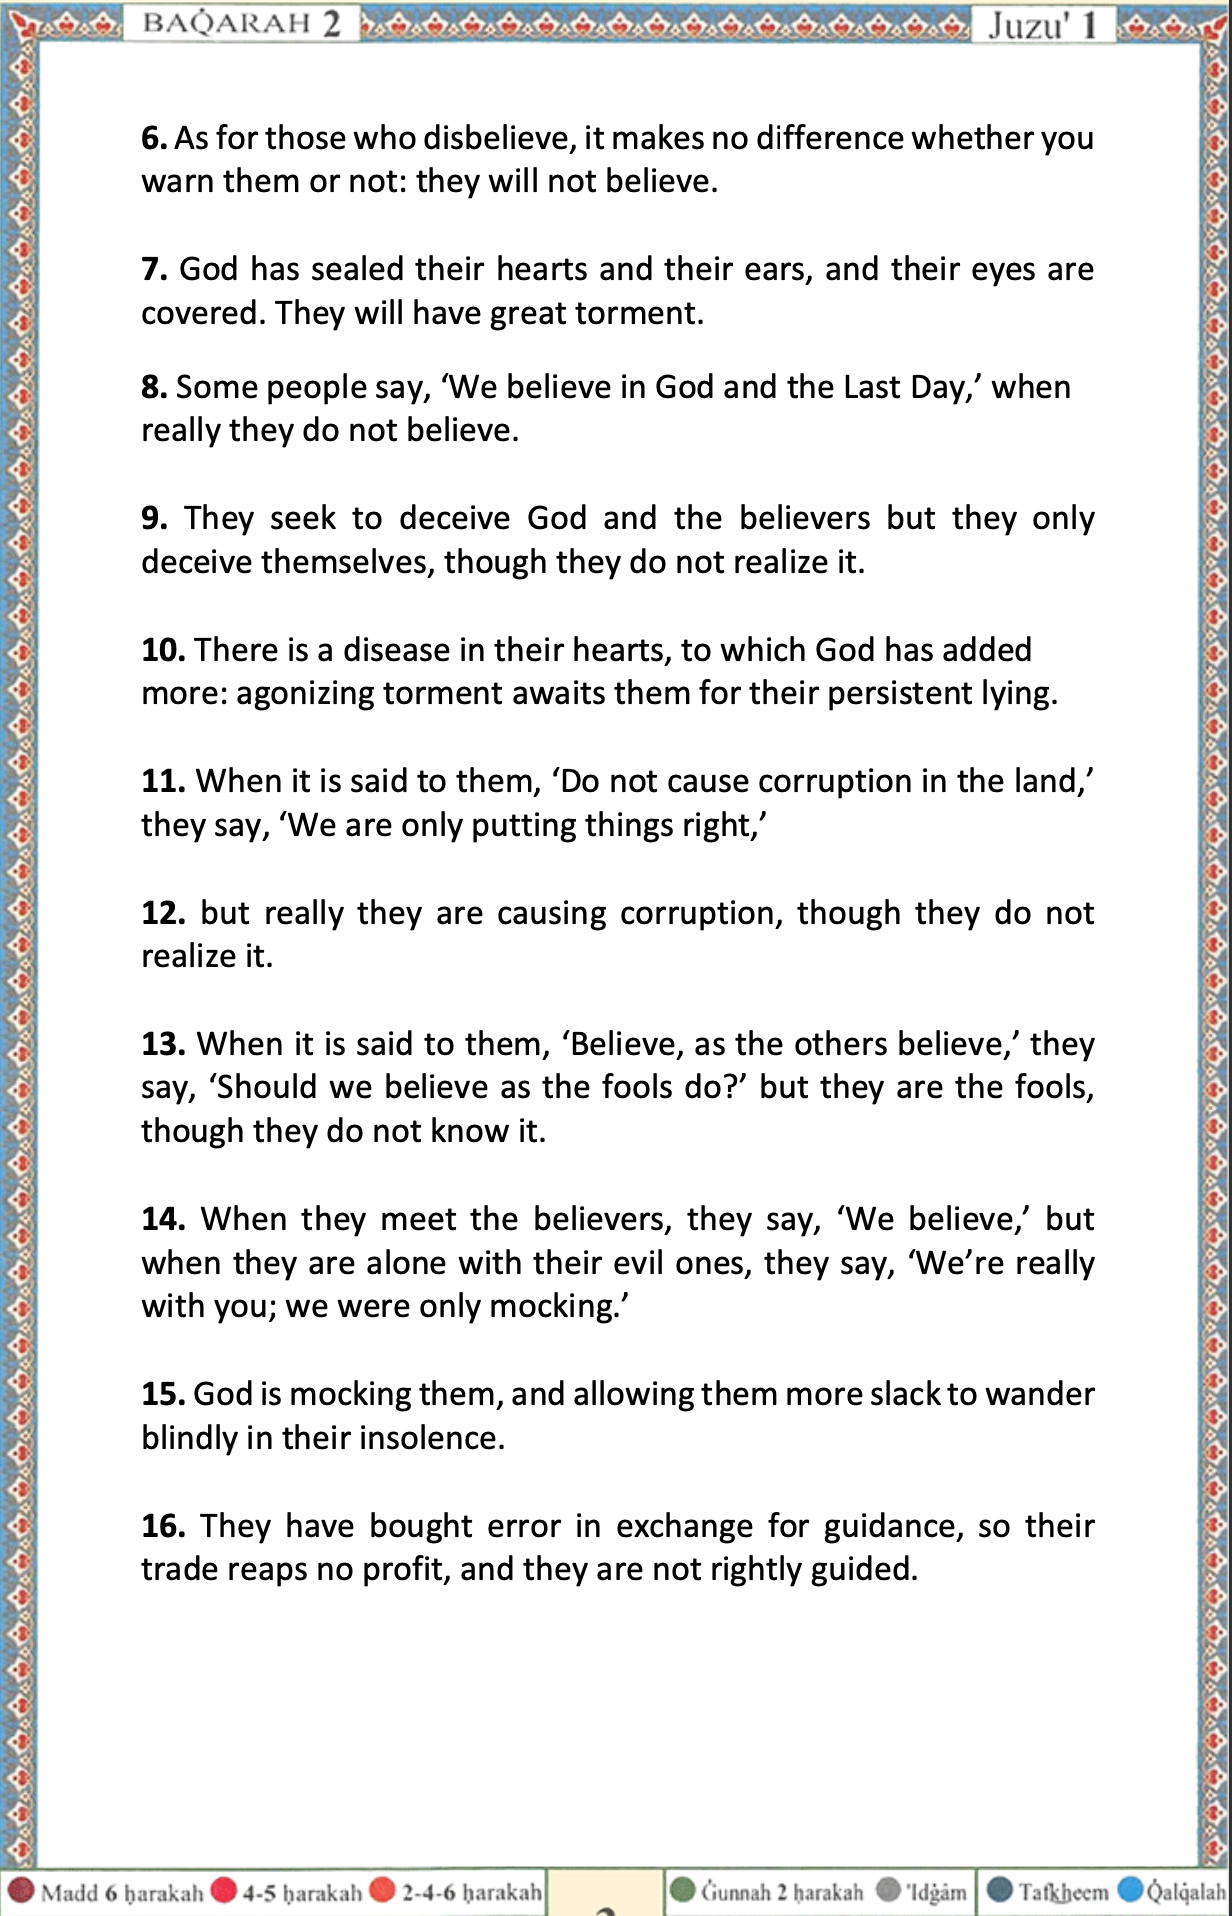 BAQ̇ARAH 2
Juzu' 1
6. As for those who disbelieve, it makes no difference whether you
warn them or not: they will not believe.
7. God has sealed their hearts and their ears, and their eyes are
covered. They will have great torment.
8. Some people say, ‘We believe in God and the Last Day,’ when
really they do not believe.
9. They seek to deceive God and the believers but they only
deceive themselves, though they do not realize it.
10. There is a disease in their hearts, to which God has added
more: agonizing torment awaits them for their persistent lying.
11. When it is said to them, ‘Do not cause corruption in the land,’
they say, ‘We are only putting things right,’
12. but really they are causing corruption, though they do not
realize it.
13. When it is said to them, ‘Believe, as the others believe,’ they
say, ‘Should we believe as the fools do?’ but they are the fools,
though they do not know it.
14. When they meet the believers, they say, ‘We believe,’ but
when they are alone with their evil ones, they say, ‘We’re really
with you; we were only mocking.’
15. God is mocking them, and allowing them more slack to wander
blindly in their insolence.
16. They have bought error in exchange for guidance, so their
trade reaps no profit, and they are not rightly guided.
Madd 6 ḥarakah 4-5 ḥarakah 2-4-6 ḥarakah
Ġunnah 2 ḥarakah 'Idġâm Tafk͟heem Q̇alq̇alah